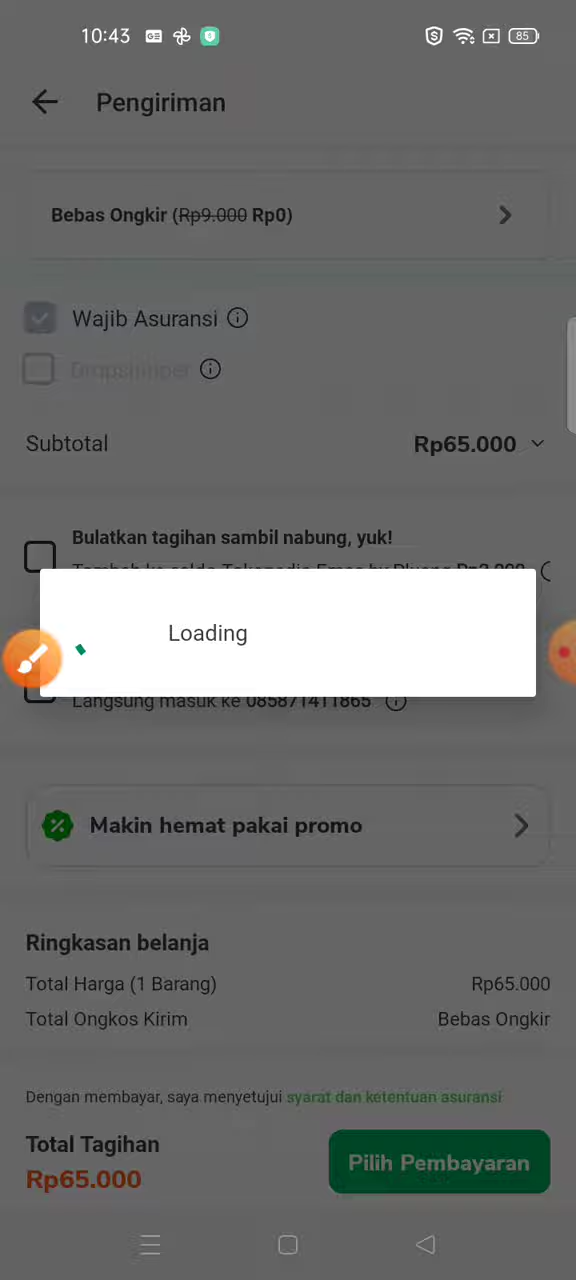 10:43
85
Pengiriman
Bebas Ongkir (Rp9.000 Rp0)
Wajib Asuransi
Dropshipper
Subtotal
Rp65.000
Bulatkan tagihan sambil nabung, yuk!
Loading
Langsung masuk ke 085871411865
Makin hemat pakai promo
Ringkasan belanja
Total Harga (1 Barang) Rp65.000
Total Ongkos Kirim Bebas Ongkir
Dengan membayar, saya menyetujui syarat dan ketentuan asuransi
Total Tagihan
Rp65.000
Pilih Pembayaran